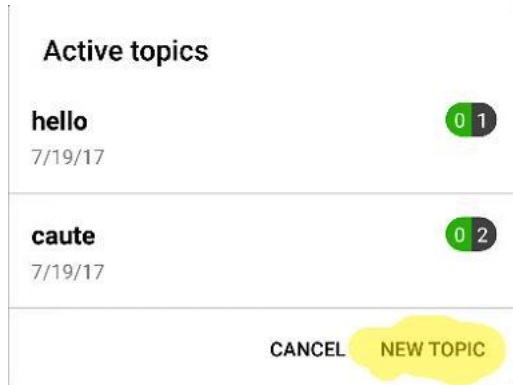 Active topics
hello
0 1
7/19/17
caute
0 2
7/19/17
CANCEL NEW TOPIC